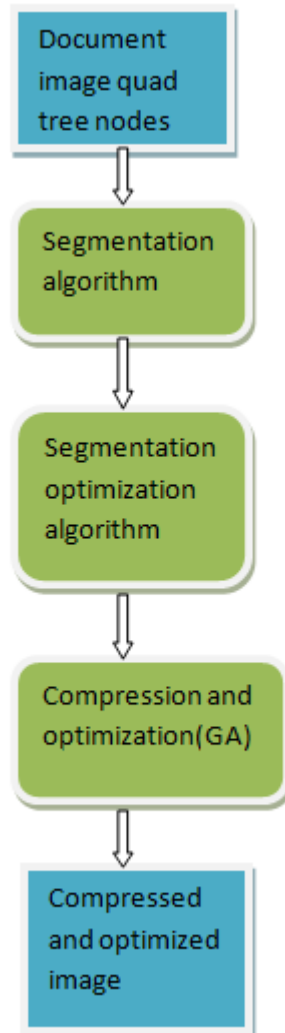 Document
image quad
tree nodes
Segmentation
algorithm
Segmentation
optimization
algorithm
Compression and
optimization(GA)
Compressed
and optimized
image